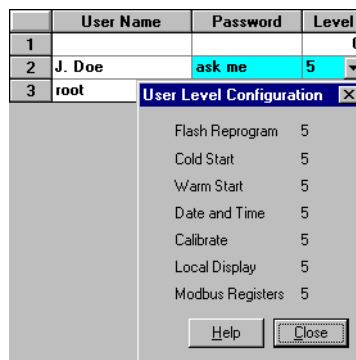 User Name Password Level
1
2 J. Doe ask me 5
3 root
User Level Configuration
Flash Reprogram 5
Cold Start 5
Warm Start 5
Date and Time 5
Calibrate 5
Local Display 5
Modbus Registers 5
Help Close